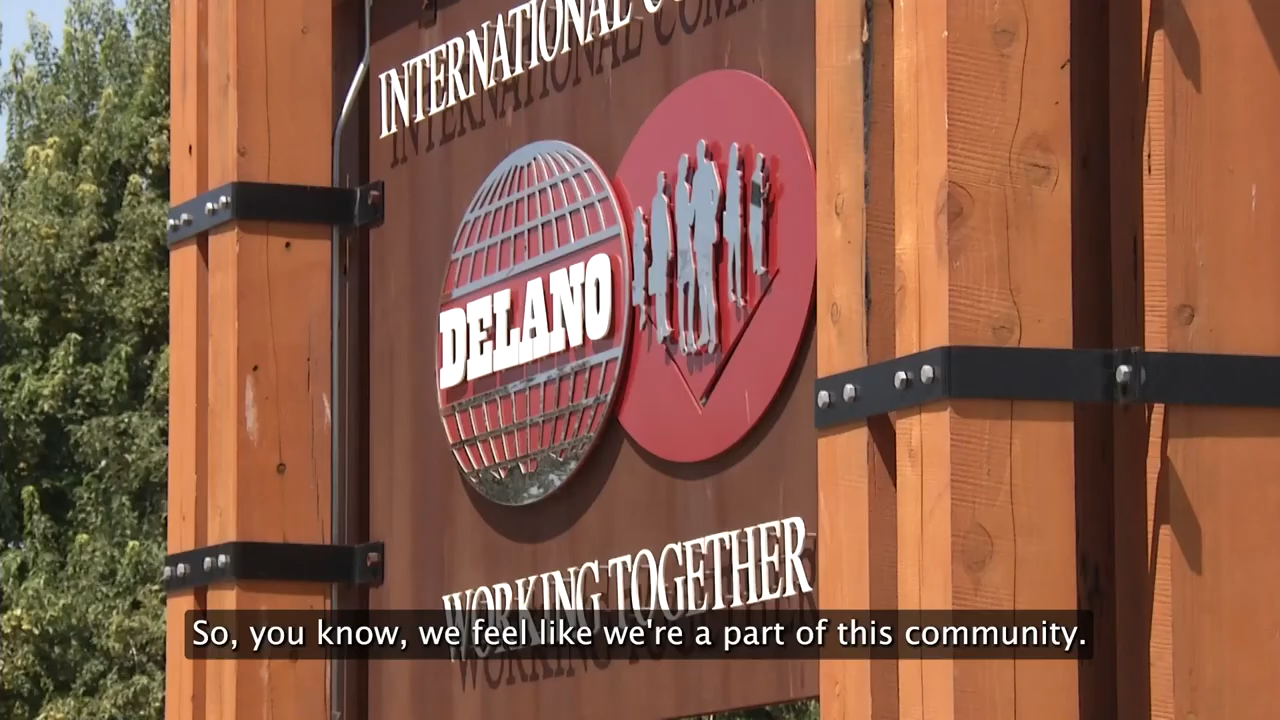 INTERNATIONAL
DELANO
WORKING TOGETHER
So, you know, we feel like we're a part of this community.